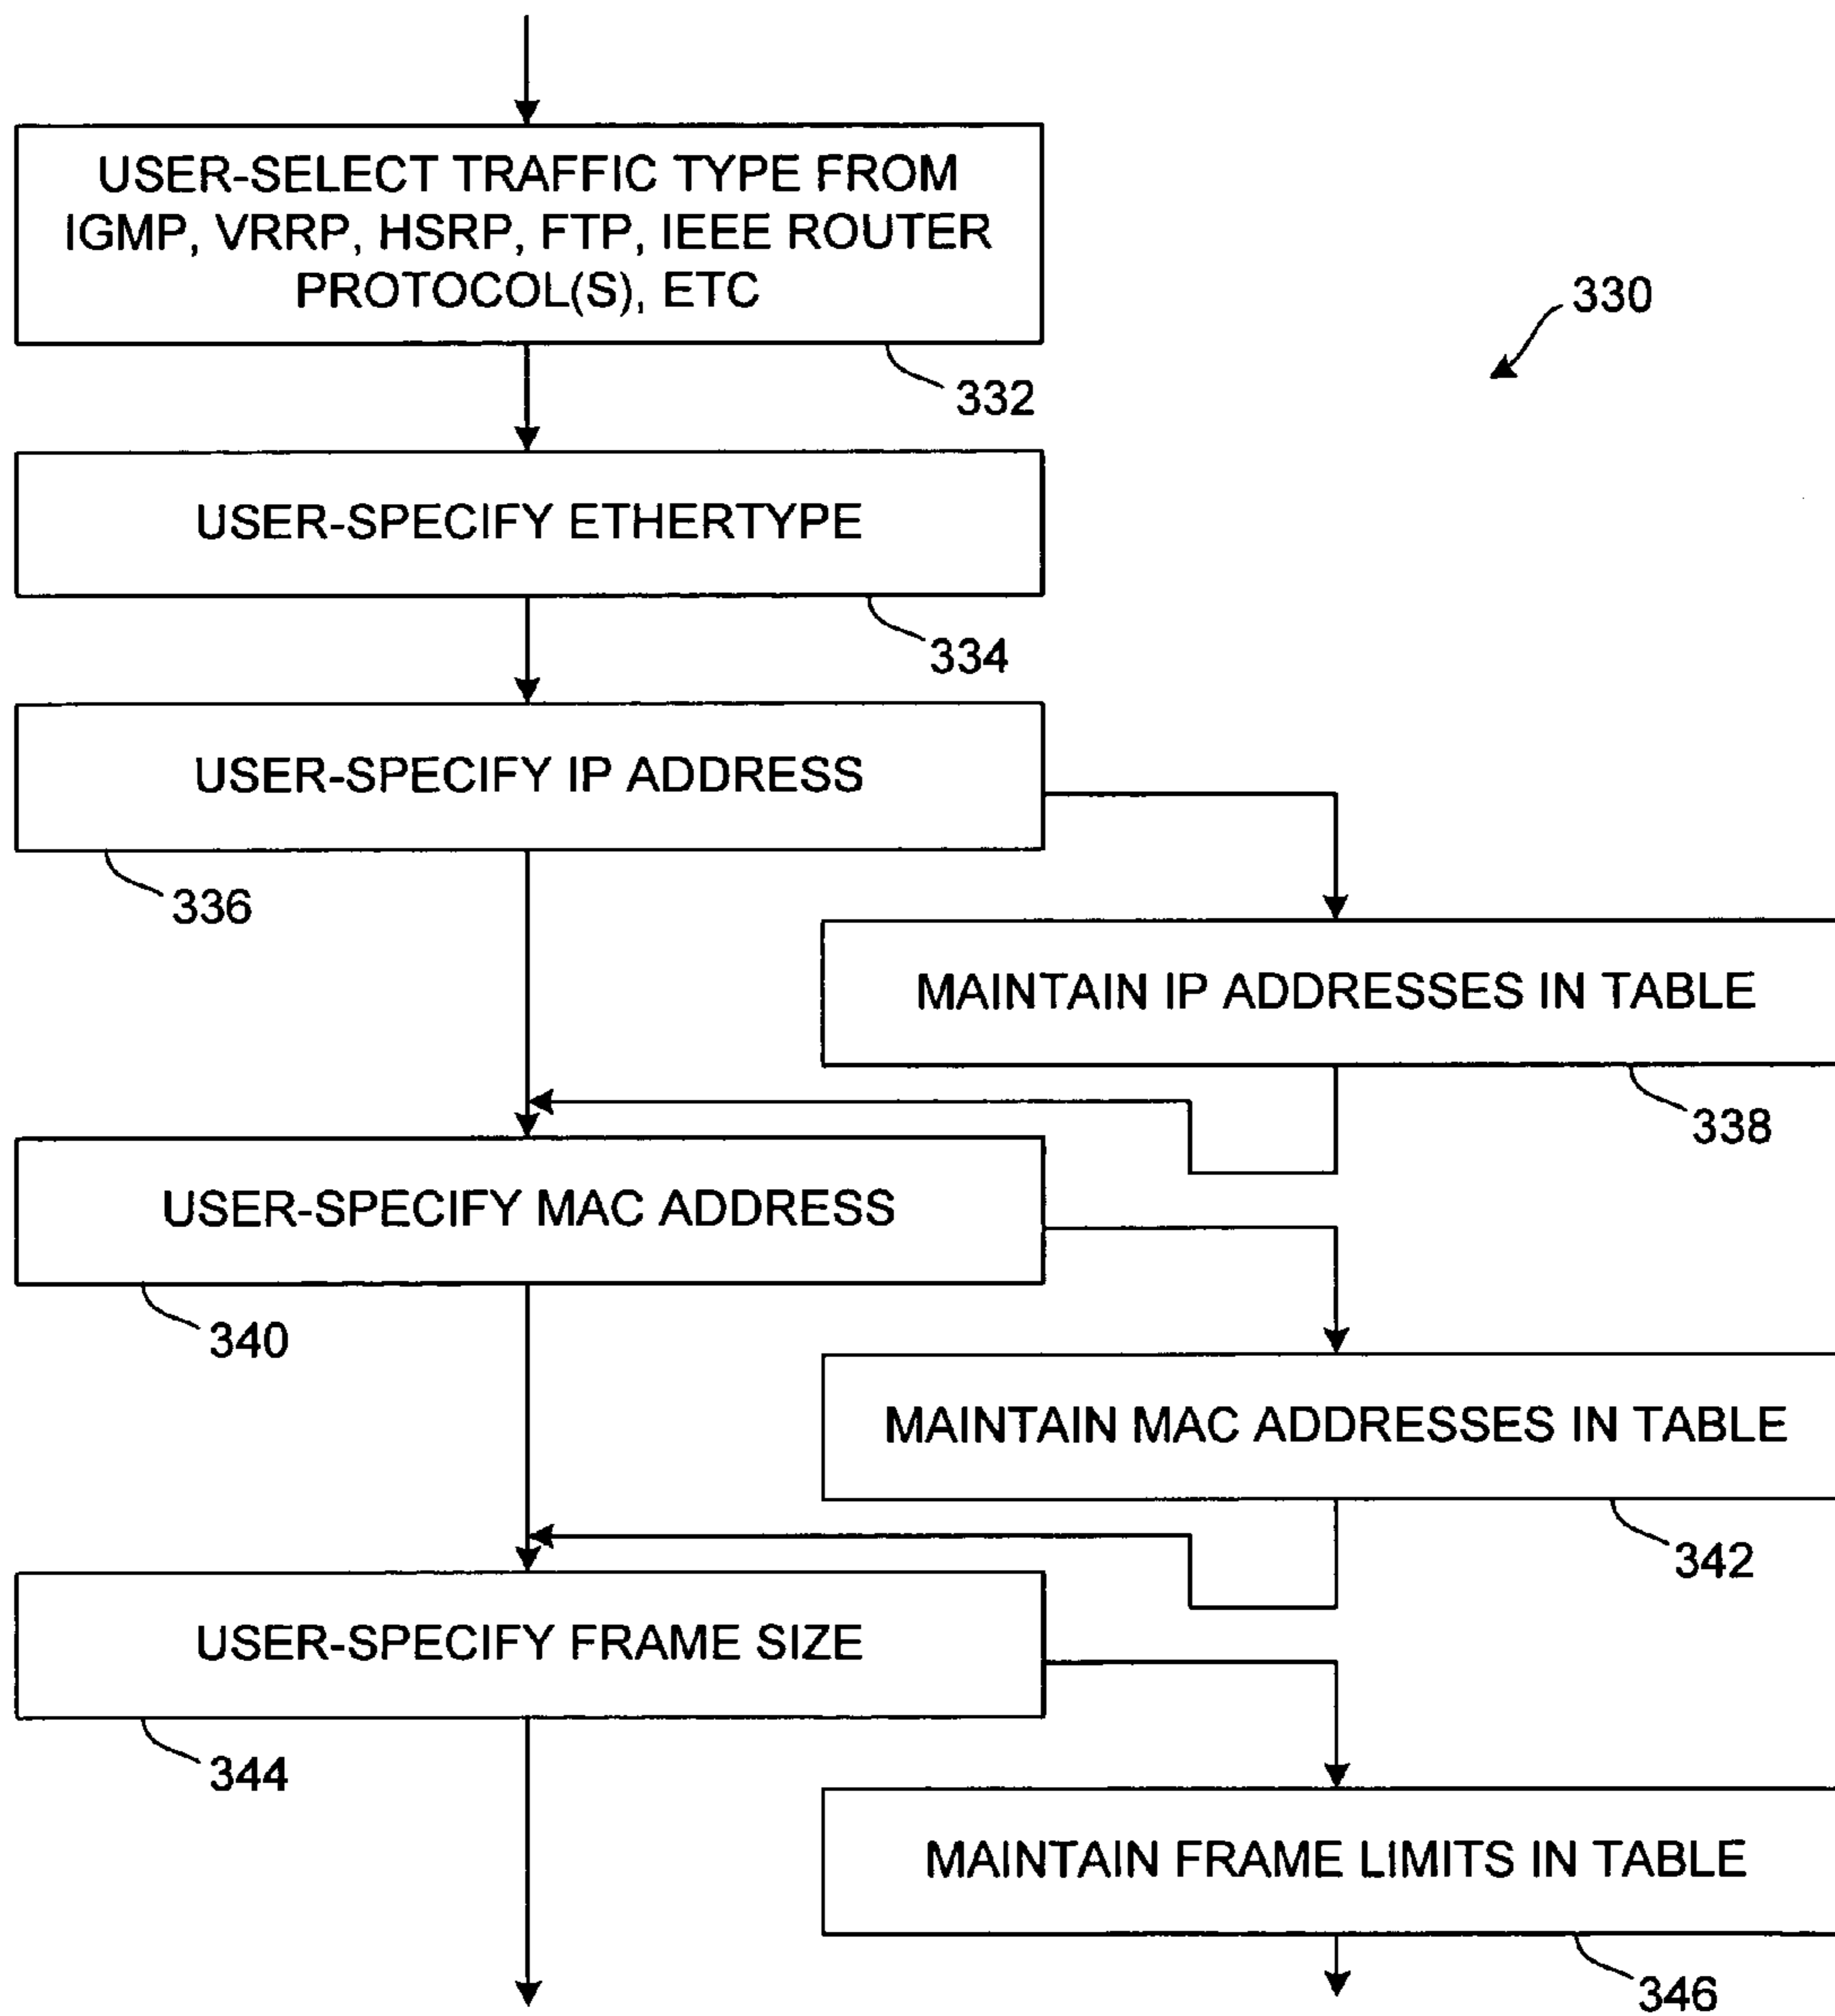 USER-SELECT TRAFFIC TYPE FROM
IGMP, VRRP, HSRP, FTP, IEEE ROUTER
PROTOCOL(S), ETC
330
332
USER-SPECIFY ETHERTYPE
334
USER-SPECIFY IP ADDRESS
336
MAINTAIN IP ADDRESSES IN TABLE
338
USER-SPECIFY MAC ADDRESS
340
MAINTAIN MAC ADDRESSES IN TABLE
342
USER-SPECIFY FRAME SIZE
344
MAINTAIN FRAME LIMITS IN TABLE
346